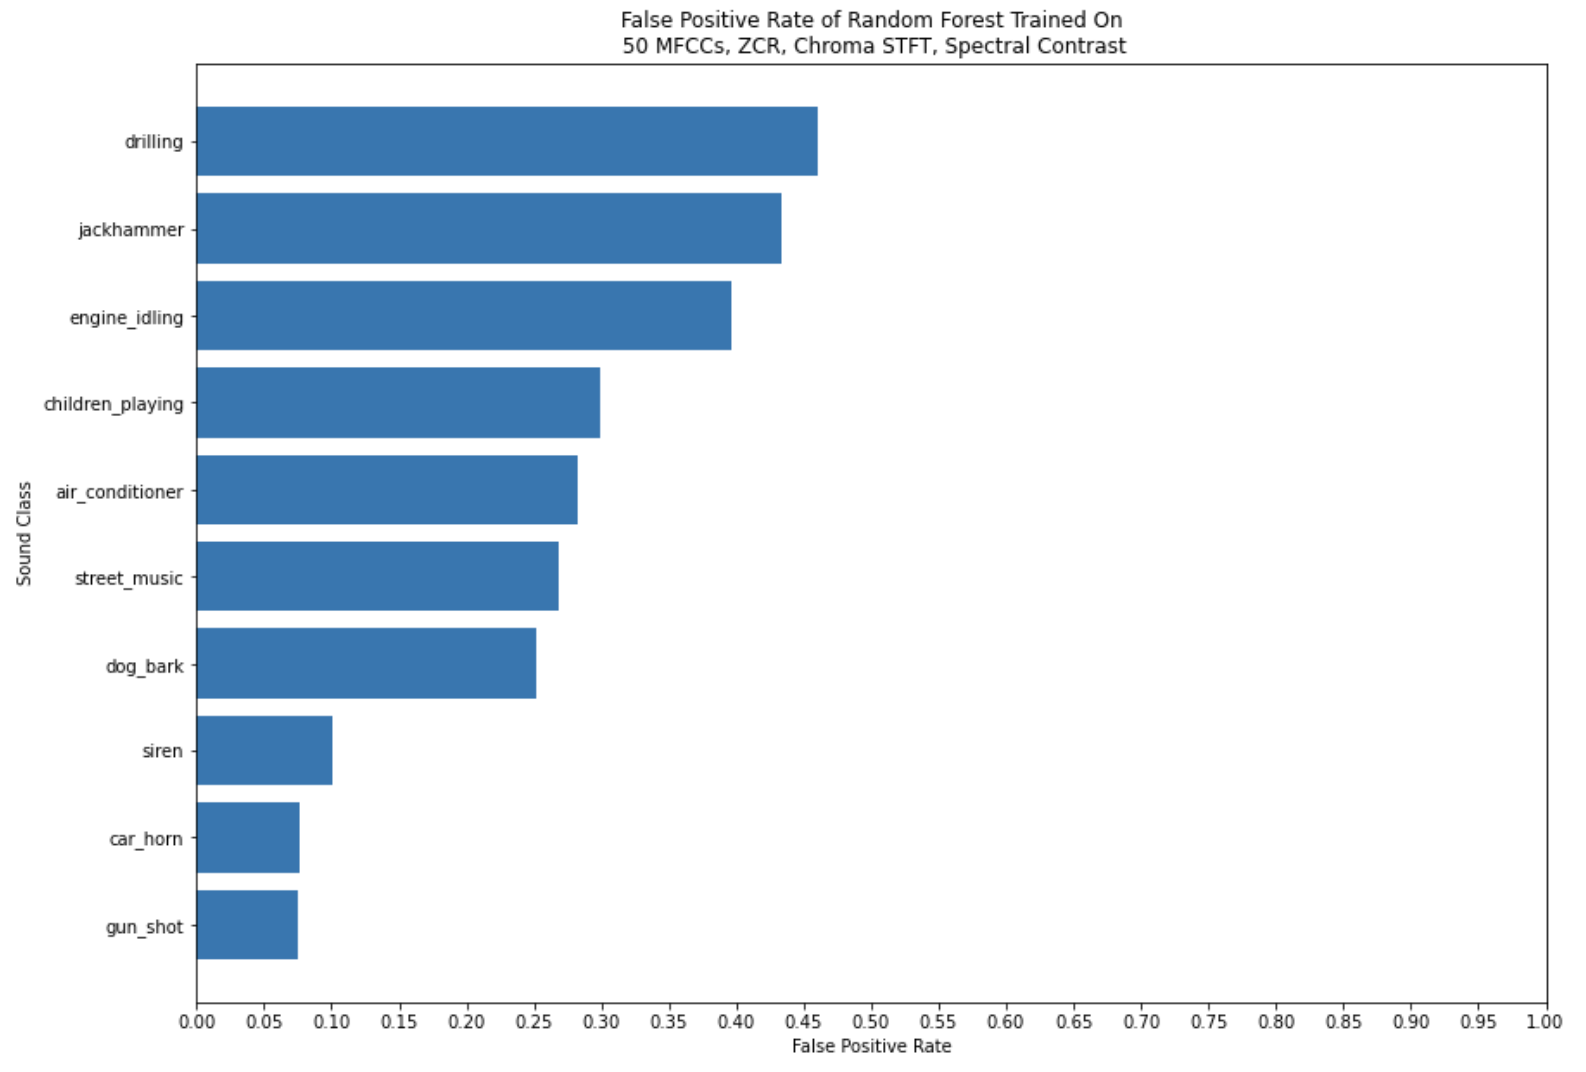 False Positive Rate of Random Forest Trained On
50 MFCCs, ZCR, Chroma STFT, Spectral Contrast
drilling
jackhammer
engine_idling
children_playing
air_conditioner
street_music
dog_bark
siren
car_horn
gun_shot
Sound Class
0.00 0.05 0.10 0.15 0.20 0.25 0.30 0.35 0.40 0.45 0.50 0.55 0.60 0.65 0.70 0.75 0.80 0.85 0.90 0.95 1.00
False Positive Rate